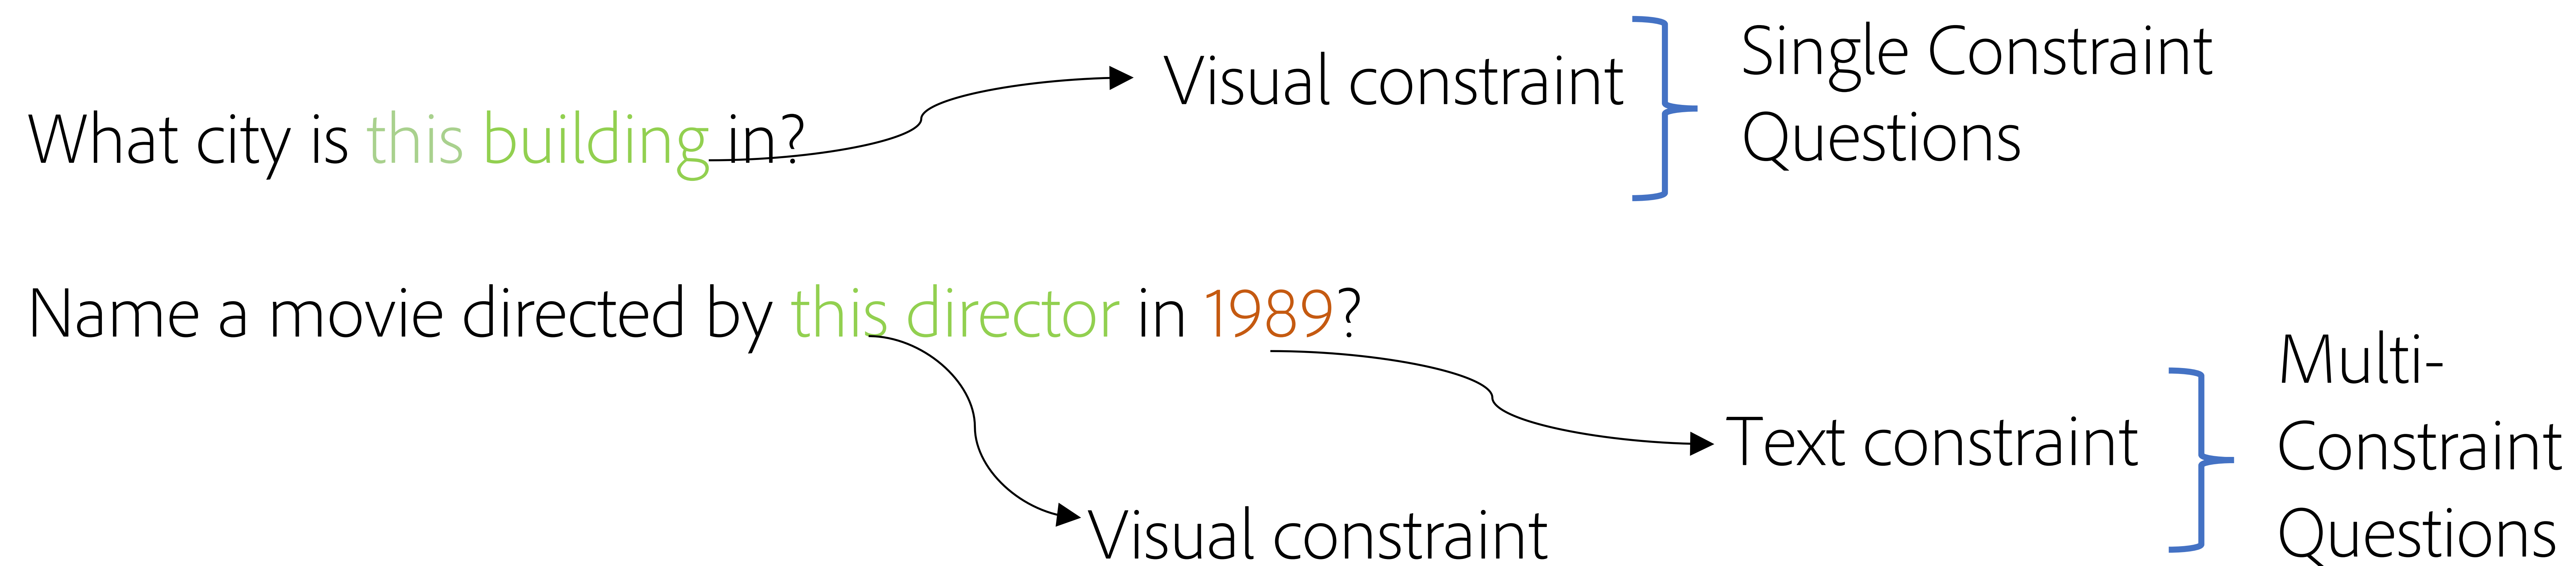 What city is this building in?
Visual constraint
Single Constraint
Questions
Name a movie directed by this director in 1989?
Visual constraint
Text constraint
Multi-
Constraint
Questions